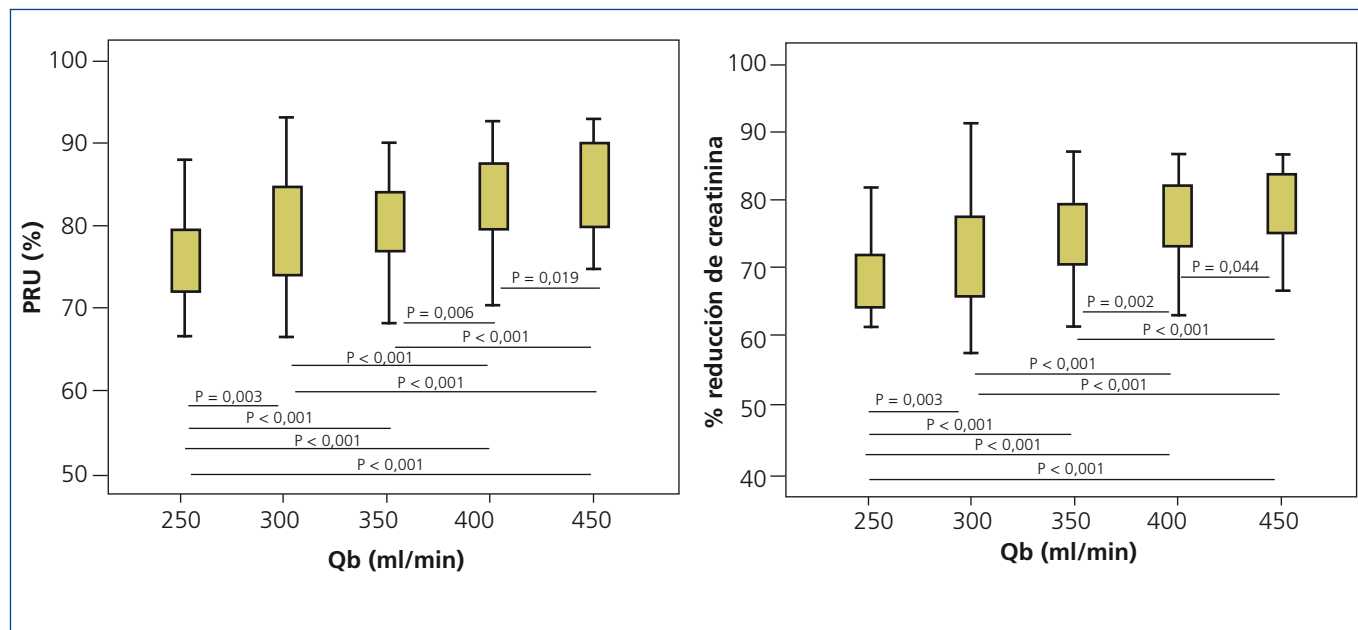 PRU (%)
100
90
80
70
60
50
P = 0,019
P = 0,006
P < 0,001
P < 0,001
P < 0,001
P = 0,003
P < 0,001
P < 0,001
P < 0,001
250 300 350 400 450
Qb (ml/min)
% reducción de creatinina
100
90
80
70
60
50
40
P = 0,044
P = 0,002
P < 0,001
P < 0,001
P < 0,001
P = 0,003
P < 0,001
P < 0,001
P < 0,001
250 300 350 400 450
Qb (ml/min)